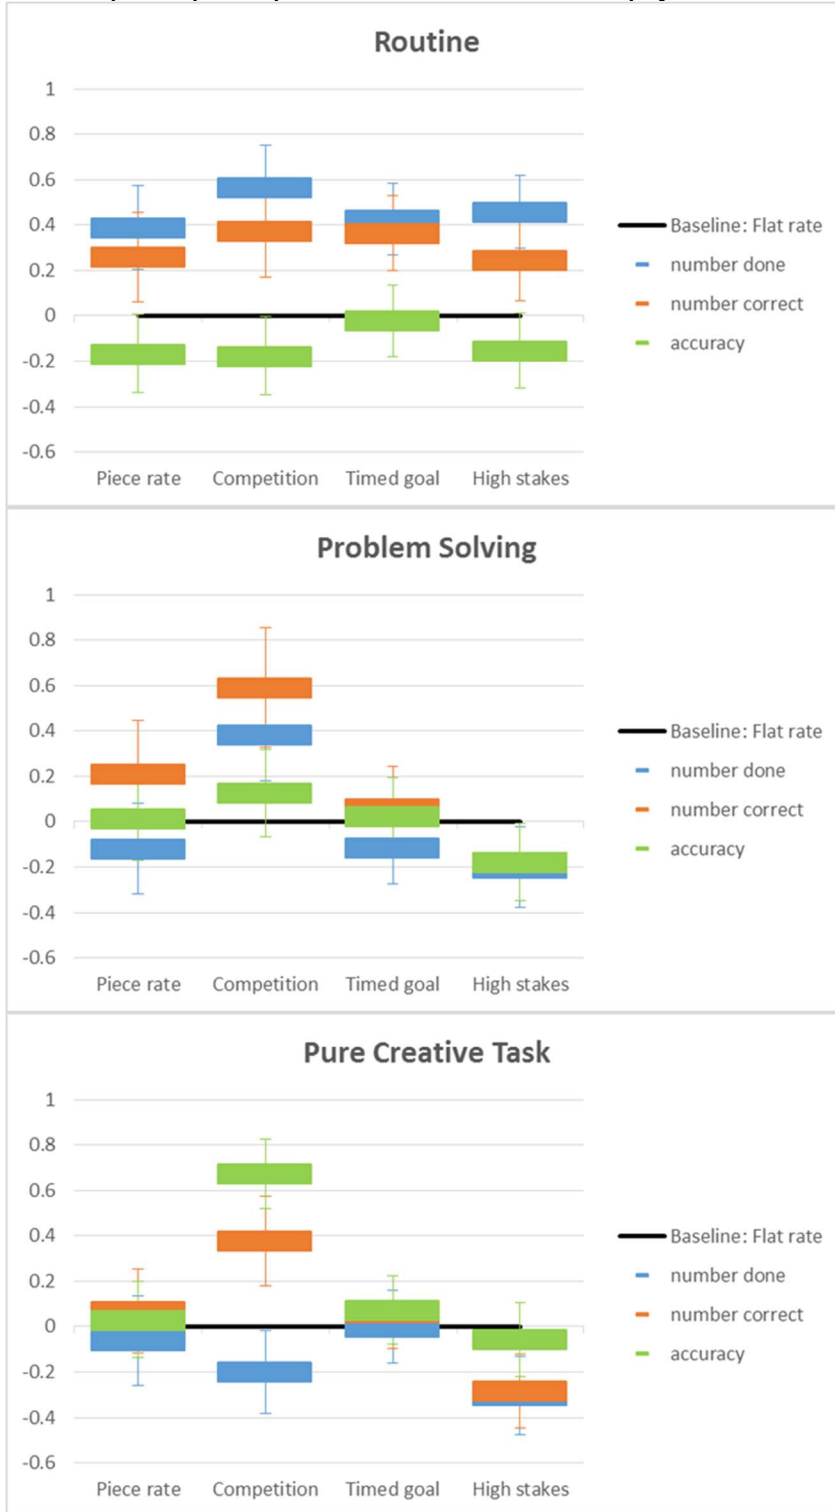 Routine
1
0.8
0.6
0.4
0.2
0
-0.2
-0.4
-0.6
Piece rate Competition Timed goal High stakes
Baseline: Flat rate
number done
number correct
accuracy
Problem Solving
1
0.8
0.6
0.4
0.2
0
-0.2
-0.4
-0.6
Piece rate Competition Timed goal High stakes
Baseline: Flat rate
number done
number correct
accuracy
Pure Creative Task
1
0.8
0.6
0.4
0.2
0
-0.2
-0.4
-0.6
Piece rate Competition Timed goal High stakes
Baseline: Flat rate
number done
number correct
accuracy